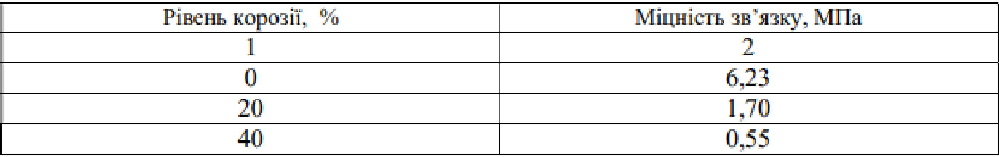 Рівень корозії, % Міцність зв’язку, МПа
1 2
0 6,23
20 1,70
40 0,55